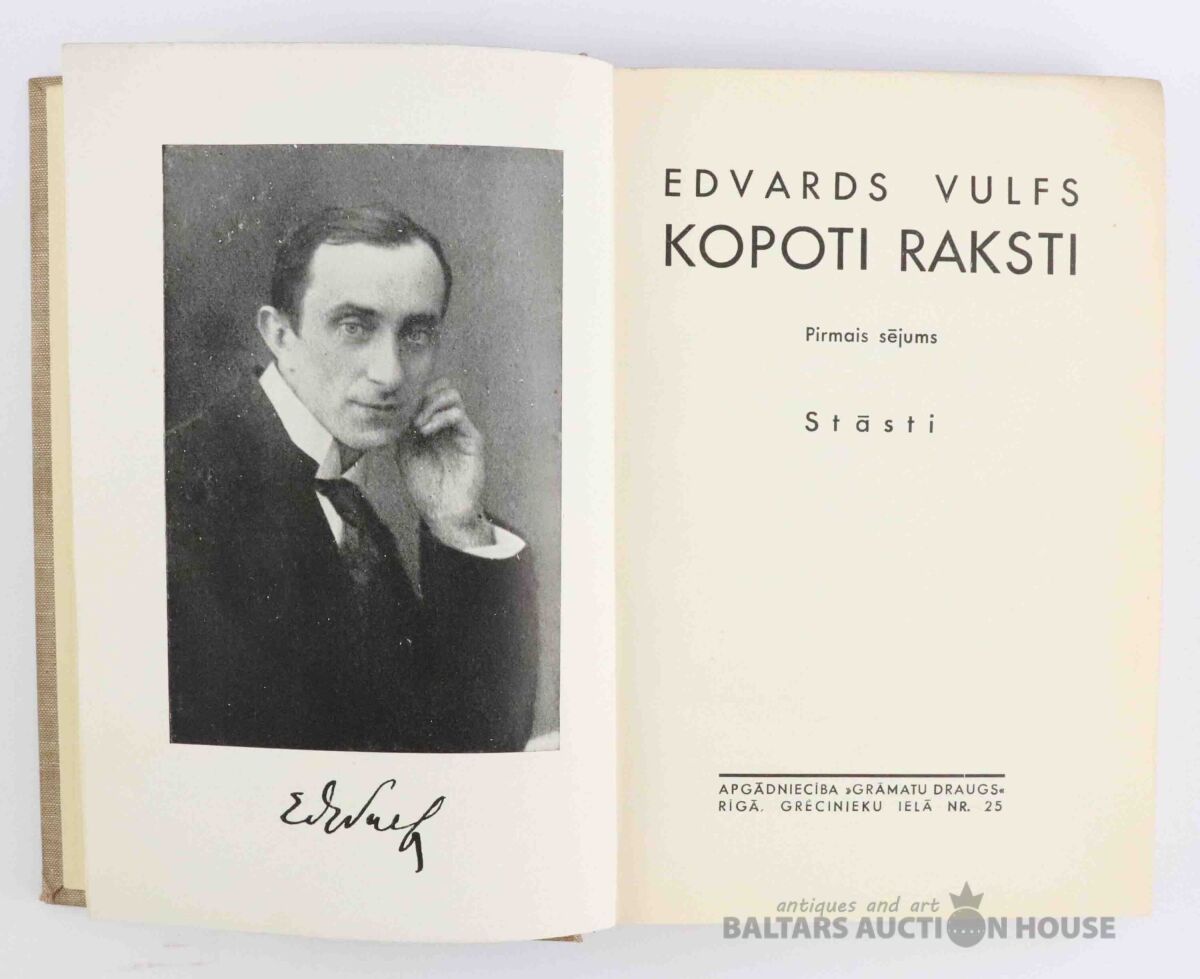 EDVARDS VULFS
KOPOTI RAKSTI
Pirmais sējums
Stāsti
APGĀDNIECĪBA »GRĀMATU DRAUGS«
RĪGĀ, GRĒCINIEKU IELĀ NR. 25
antiques and art
BALTARS AUCTION HOUSE